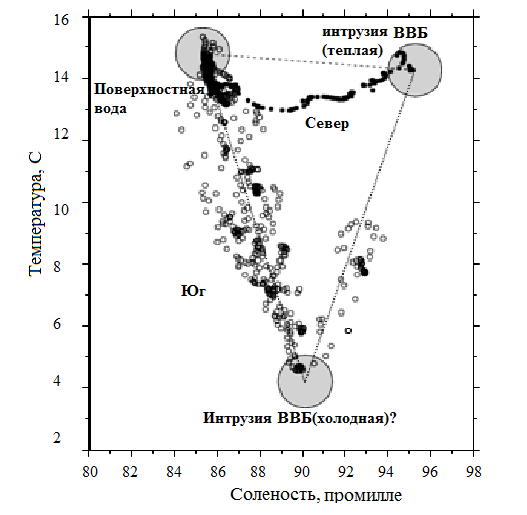 16
14
12
10
8
6
4
2
Температура, С
интрузия ВВБ
(теплая)
Поверхностная
вода
Север
Юг
Интрузия ВВБ(холодная)?
80 82 84 86 88 90 92 94 96 98
Соленость, промилле